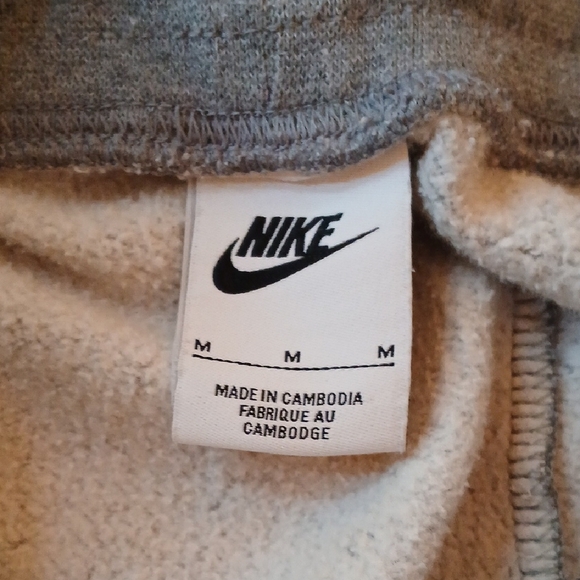 NIKE
M M M
MADE IN CAMBODIA
FABRIQUE AU
CAMBODGE